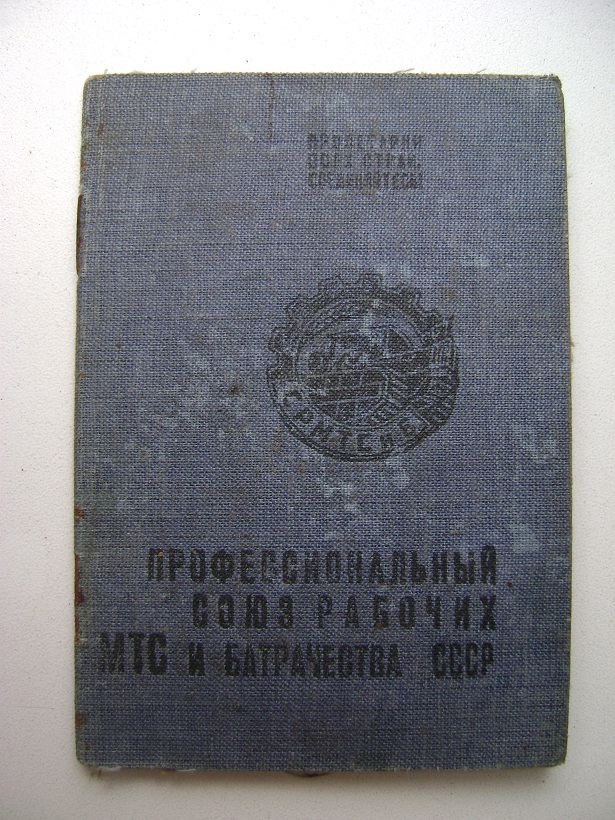 ПРОЛЕТАРИИ
ВСЕХ СТРАН,
СОЕДИНЯЙТЕСЬ!
ПРОФЕССИОНАЛЬНЫЙ
СОЮЗ РАБОЧИХ
МТС И БАТРАЧЕСТВА СССР